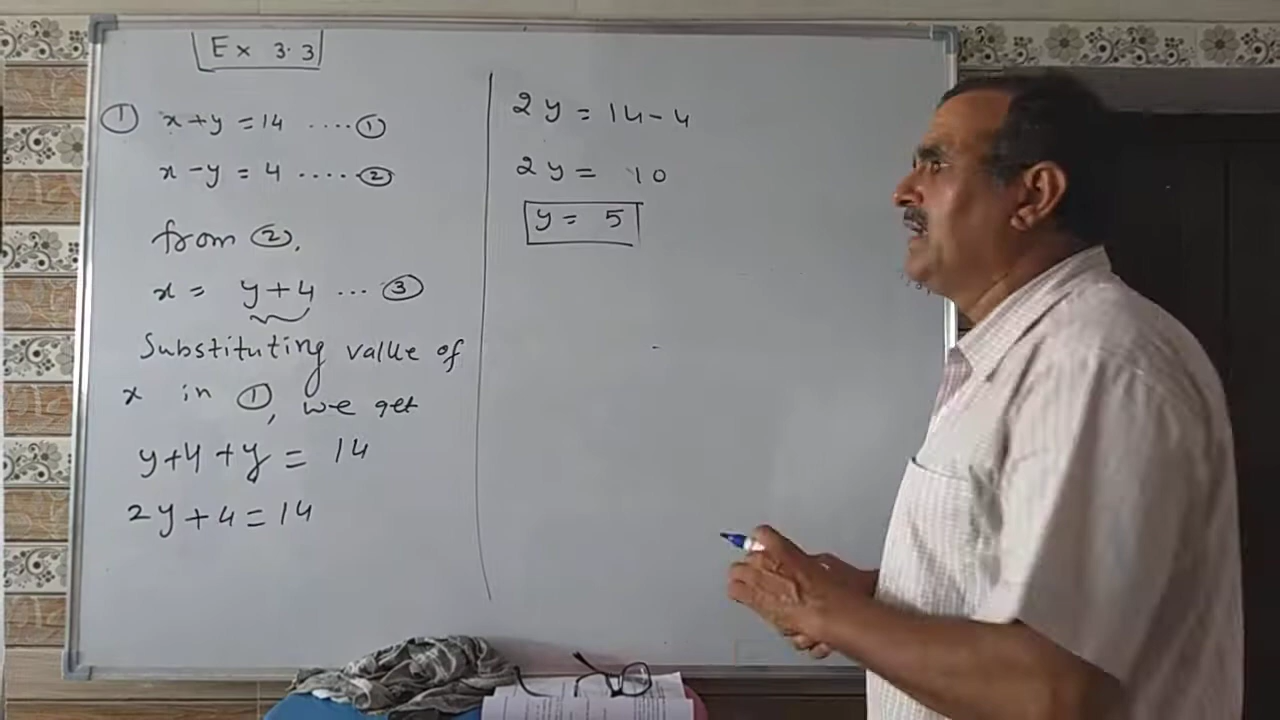 Ex 3.3
① x+y = 14 ....①
x-y = 4 .....②
from ②,
x = y+4 ... ③
Substituting value of
x in ①, we get
y+4+y = 14
2y+4=14
2y = 14-4
2y = 10
y = 5